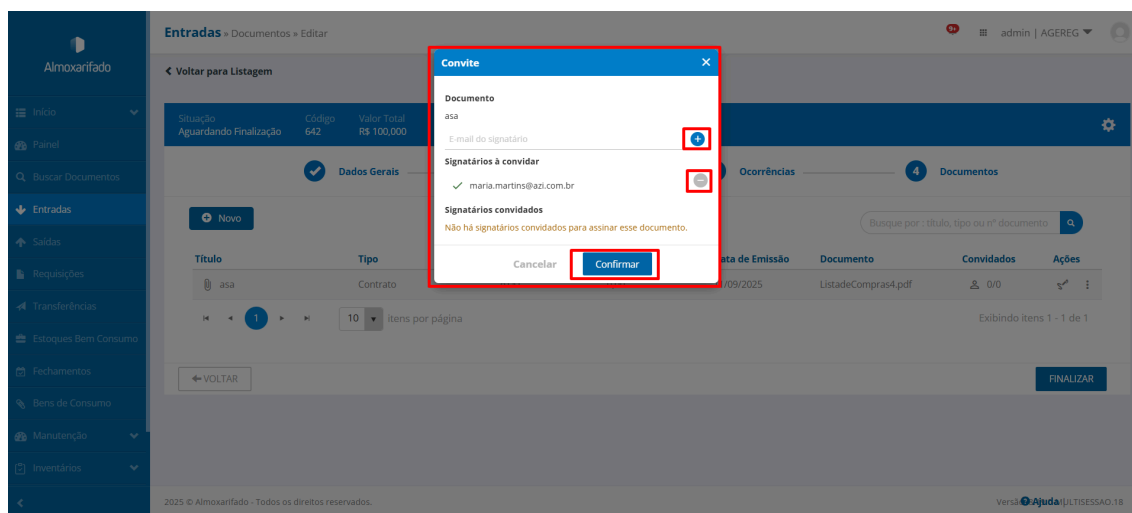 Almoxarifado
Início
Painel
Buscar Documentos
Entradas
Saídas
Requisições
Transferências
Estoques Bem Consumo
Fechamentos
Bens de Consumo
Manutenção
Inventários
Entradas » Documentos » Editar
9+
admin | AGEREG
Voltar para Listagem
Situação Código Valor Total
Aguardando Finalização 642 R$ 100,000
Dados Gerais
Ocorrências
4 Documentos
Novo
Busque por : título, tipo ou nº documento
Título Tipo ata de Emissão Documento Convidados Ações
asa Contrato /09/2025 ListadeCompras4.pdf 0/0
1 10 itens por página Exibindo itens 1 - 1 de 1
VOLTAR
FINALIZAR
Convite
Documento
asa
E-mail do signatário
Signatários à convidar
maria.martins@azi.com.br
Signatários convidados
Não há signatários convidados para assinar esse documento.
Cancelar Confirmar
2025 © Almoxarifado - Todos os direitos reservados.
Versã Ajuda ULTISESSAO.18